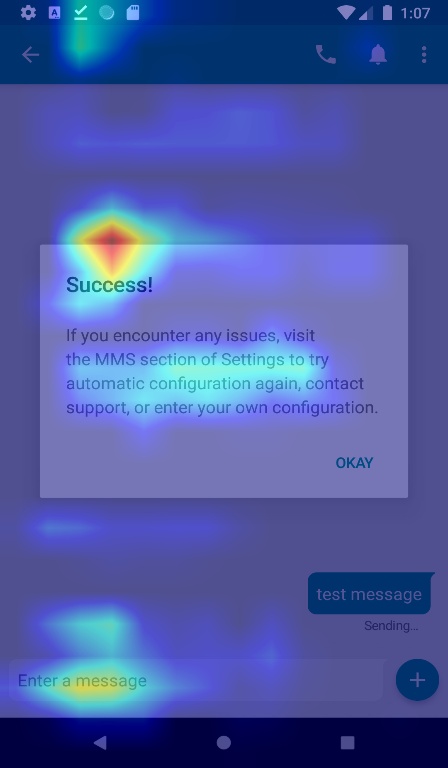 1:07
Success!
If you encounter any issues, visit
the MMS section of Settings to try
automatic configuration again, contact
support, or enter your own configuration.
OKAY
test message
Sending...
Enter a message